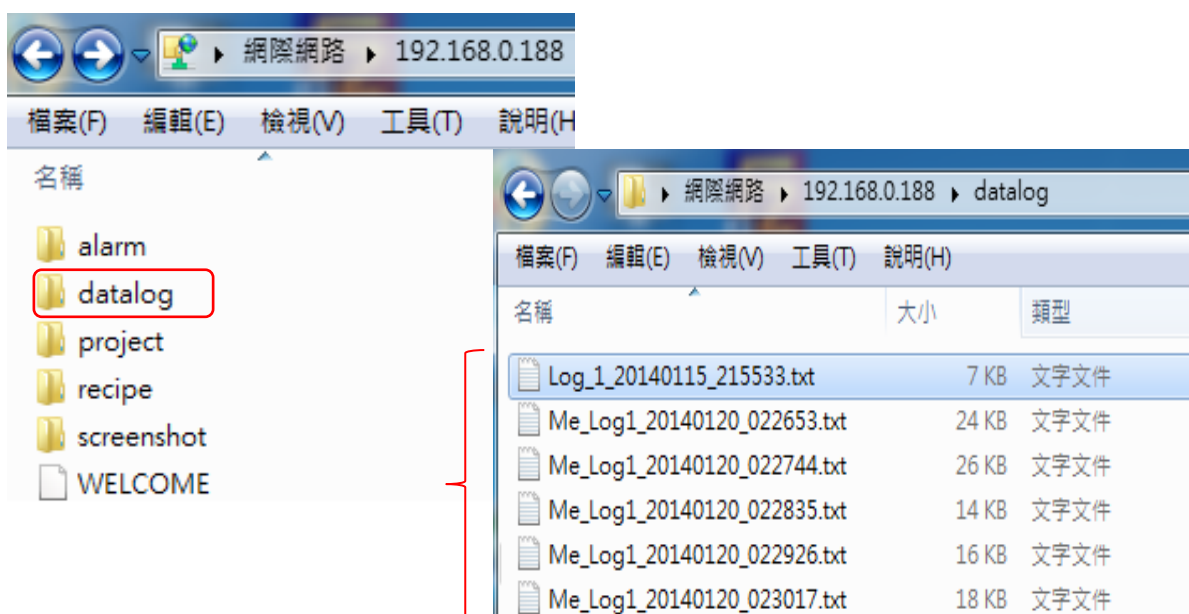 網際網路 192.168.0.188
檔案(F) 編輯(E) 檢視(V) 工具(T) 說明(H
名稱
alarm
datalog
project
recipe
screenshot
WELCOME
網際網路 192.168.0.188 datalog
檔案(F) 編輯(E) 檢視(V) 工具(T) 說明(H)
名稱 大小 類型
Log_1_20140115_215533.txt 7 KB 文字文件
Me_Log1_20140120_022653.txt 24 KB 文字文件
Me_Log1_20140120_022744.txt 26 KB 文字文件
Me_Log1_20140120_022835.txt 14 KB 文字文件
Me_Log1_20140120_022926.txt 16 KB 文字文件
Me_Log1_20140120_023017.txt 18 KB 文字文件